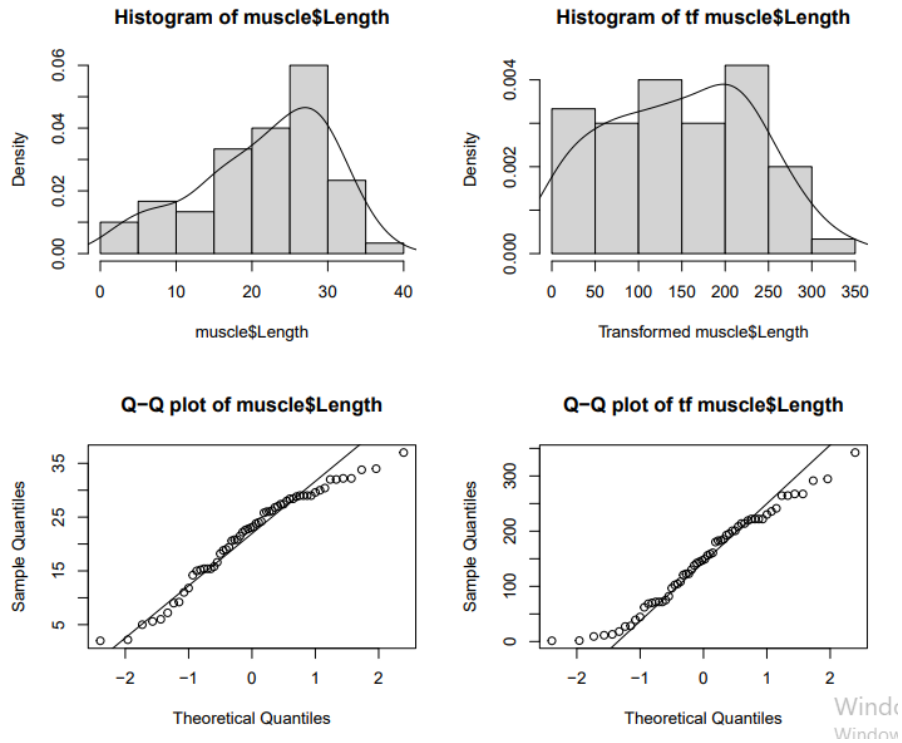 Histogram of muscle$Length
Density
0.00 0.02 0.04 0.06
0 10 20 30 40
muscle$Length
Histogram of tf muscle$Length
Density
0.000 0.002 0.004
0 50 100 150 200 250 300 350
Transformed muscle$Length
Q−Q plot of muscle$Length
Sample Quantiles
5 15 25 35
−2 −1 0 1 2
Theoretical Quantiles
Q−Q plot of tf muscle$Length
Sample Quantiles
0 100 200 300
−2 −1 0 1 2
Theoretical Quantiles
Windo
Window